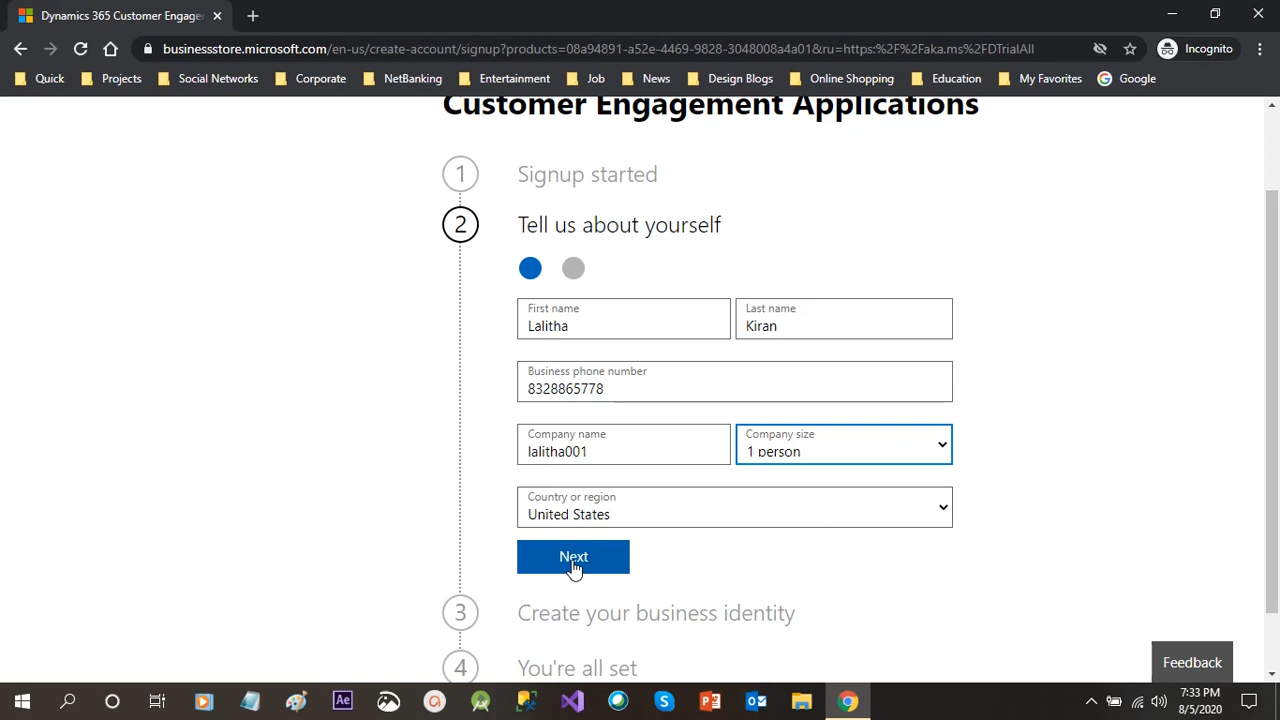 Dynamics 365 Customer Engager
businessstore.microsoft.com/en-us/create-account/signup?products=08a94891-a52e-4469-9828-3048008a4a01&ru=https:%2F%2Faka.ms%2FDTrialAll
Incognito
Quick Projects Social Networks Corporate NetBanking Entertainment Job News Design Blogs Online Shopping Education My Favorites Google
Customer Engagement Applications
1 Signup started
2 Tell us about yourself
First name Last name
Lalitha Kiran
Business phone number
8328865778
Company name Company size
lalitha001 1 person
Country or region
United States
Next
3 Create your business identity
4 You're all set
Feedback
7:33 PM
8/5/2020